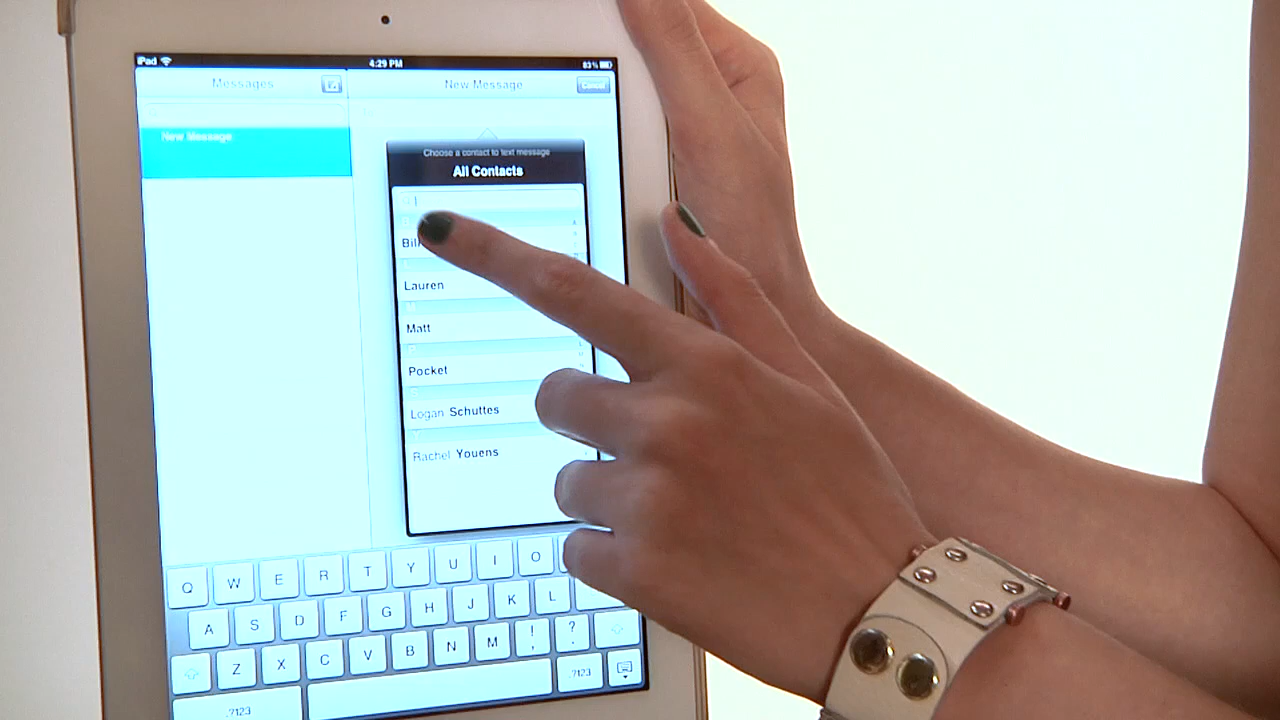 iPad 4:29 PM 83%
Messages New Message Cancel
New Message
Choose a contact to text message
All Contacts
Bill
Lauren
Matt
Pocket
Logan Schuttes
Rachel Youens
Q W E R T Y U I O
A S D F G H J K L
Z X C V B N M ! , ? .
.?123 .?123